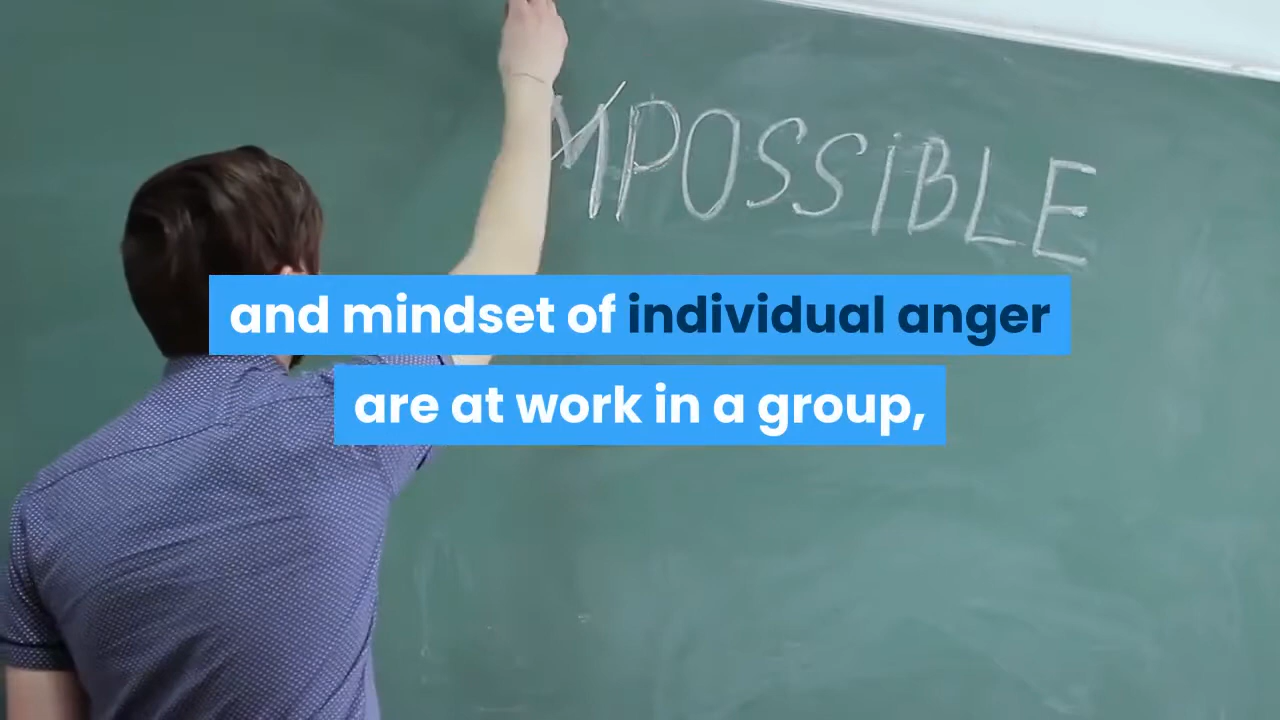 MPOSSIBLE
and mindset of individual anger
are at work in a group,